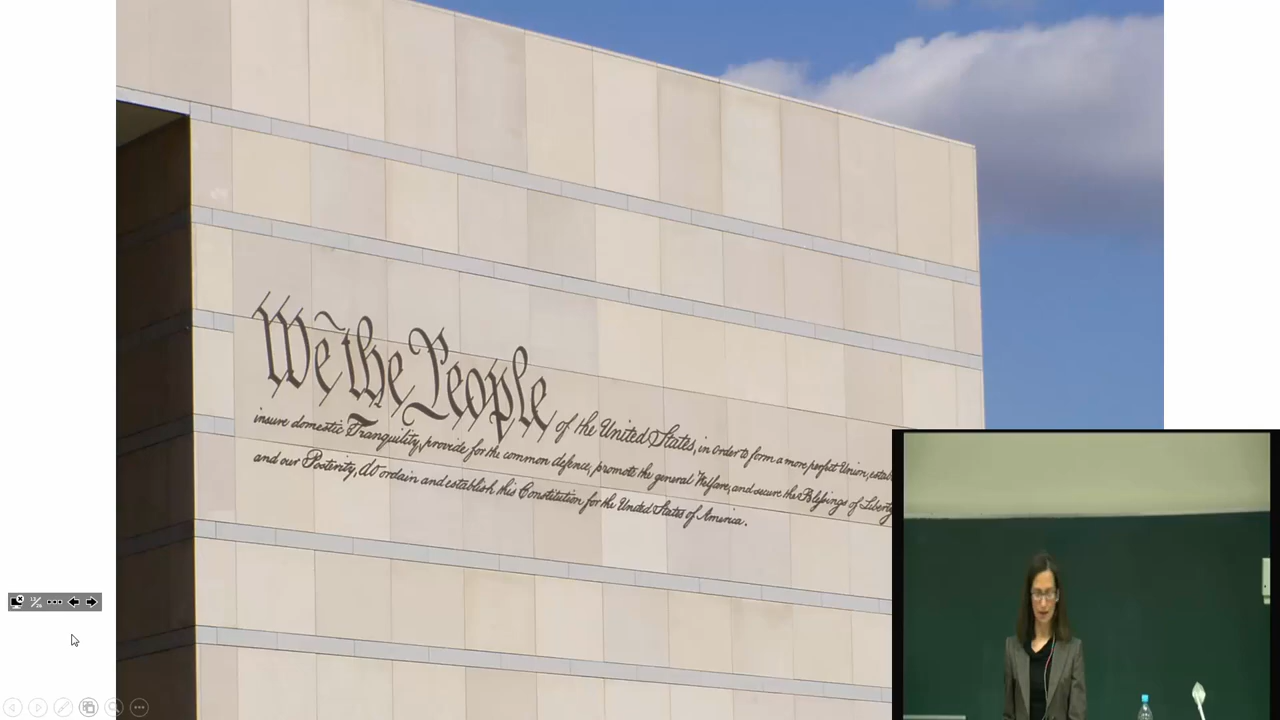 We the People of the United States, in order to form a more perfect Union, estab
insure domestic Tranquility, provide for the common defence, promote the general Welfare, and secure the Blessings of Liberty
and our Posterity, do ordain and establish this Constitution for the United States of America.